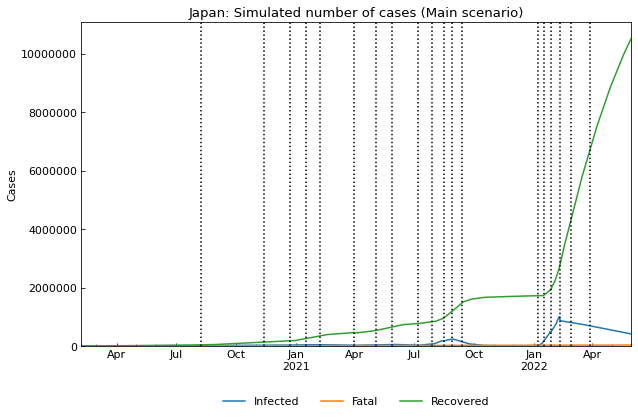 Japan: Simulated number of cases (Main scenario)
Cases
10000000
8000000
6000000
4000000
2000000
0
Apr Jul Oct Jan Apr Jul Oct Jan Apr
2021 2022
Infected Fatal Recovered